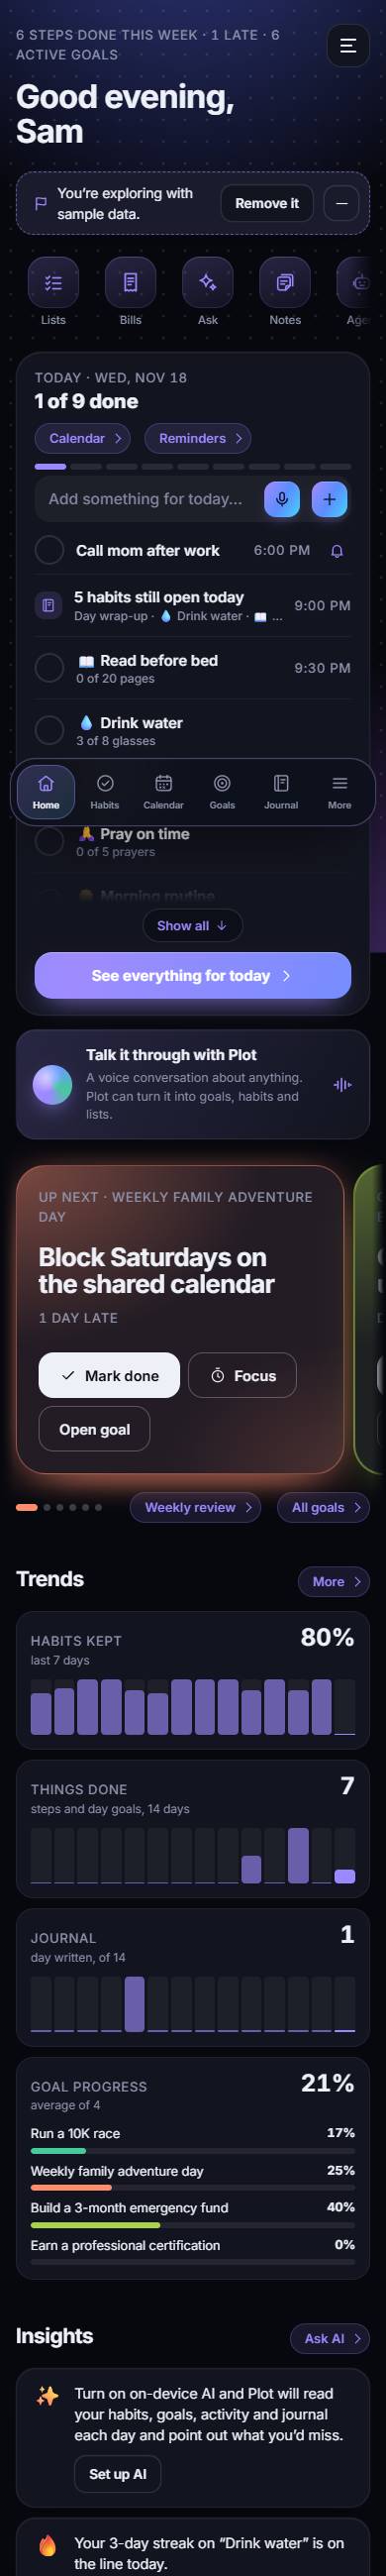 6 STEPS DONE THIS WEEK · 1 LATE · 6
ACTIVE GOALS
Good evening,
Sam
You're exploring with
sample data.
Remove it
Lists
Bills
Ask
Notes
TODAY · WED, NOV 18
1 of 9 done
Calendar
Reminders
Add something for today...
Call mom after work
6:00 PM
5 habits still open today
Day wrap-up · 💧 Drink water · 📖 ...
9:00 PM
📖 Read before bed
0 of 20 pages
9:30 PM
💧 Drink water
3 of 8 glasses
Home
Habits
Calendar
Goals
Journal
More
🙏 Pray on time
0 of 5 prayers
Morning routine
Show all ↓
See everything for today
Talk it through with Plot
A voice conversation about anything.
Plot can turn it into goals, habits and
lists.
UP NEXT · WEEKLY FAMILY ADVENTURE
DAY
Block Saturdays on
the shared calendar
1 DAY LATE
Mark done
Focus
Open goal
Weekly review
All goals
Trends
More
HABITS KEPT
80%
last 7 days
THINGS DONE
7
steps and day goals, 14 days
JOURNAL
1
day written, of 14
GOAL PROGRESS
21%
average of 4
Run a 10K race
17%
Weekly family adventure day
25%
Build a 3-month emergency fund
40%
Earn a professional certification
0%
Insights
Ask AI
✨ Turn on on-device AI and Plot will read
your habits, goals, activity and journal
each day and point out what you'd miss.
Set up AI
🔥 Your 3-day streak on “Drink water” is on
the line today.